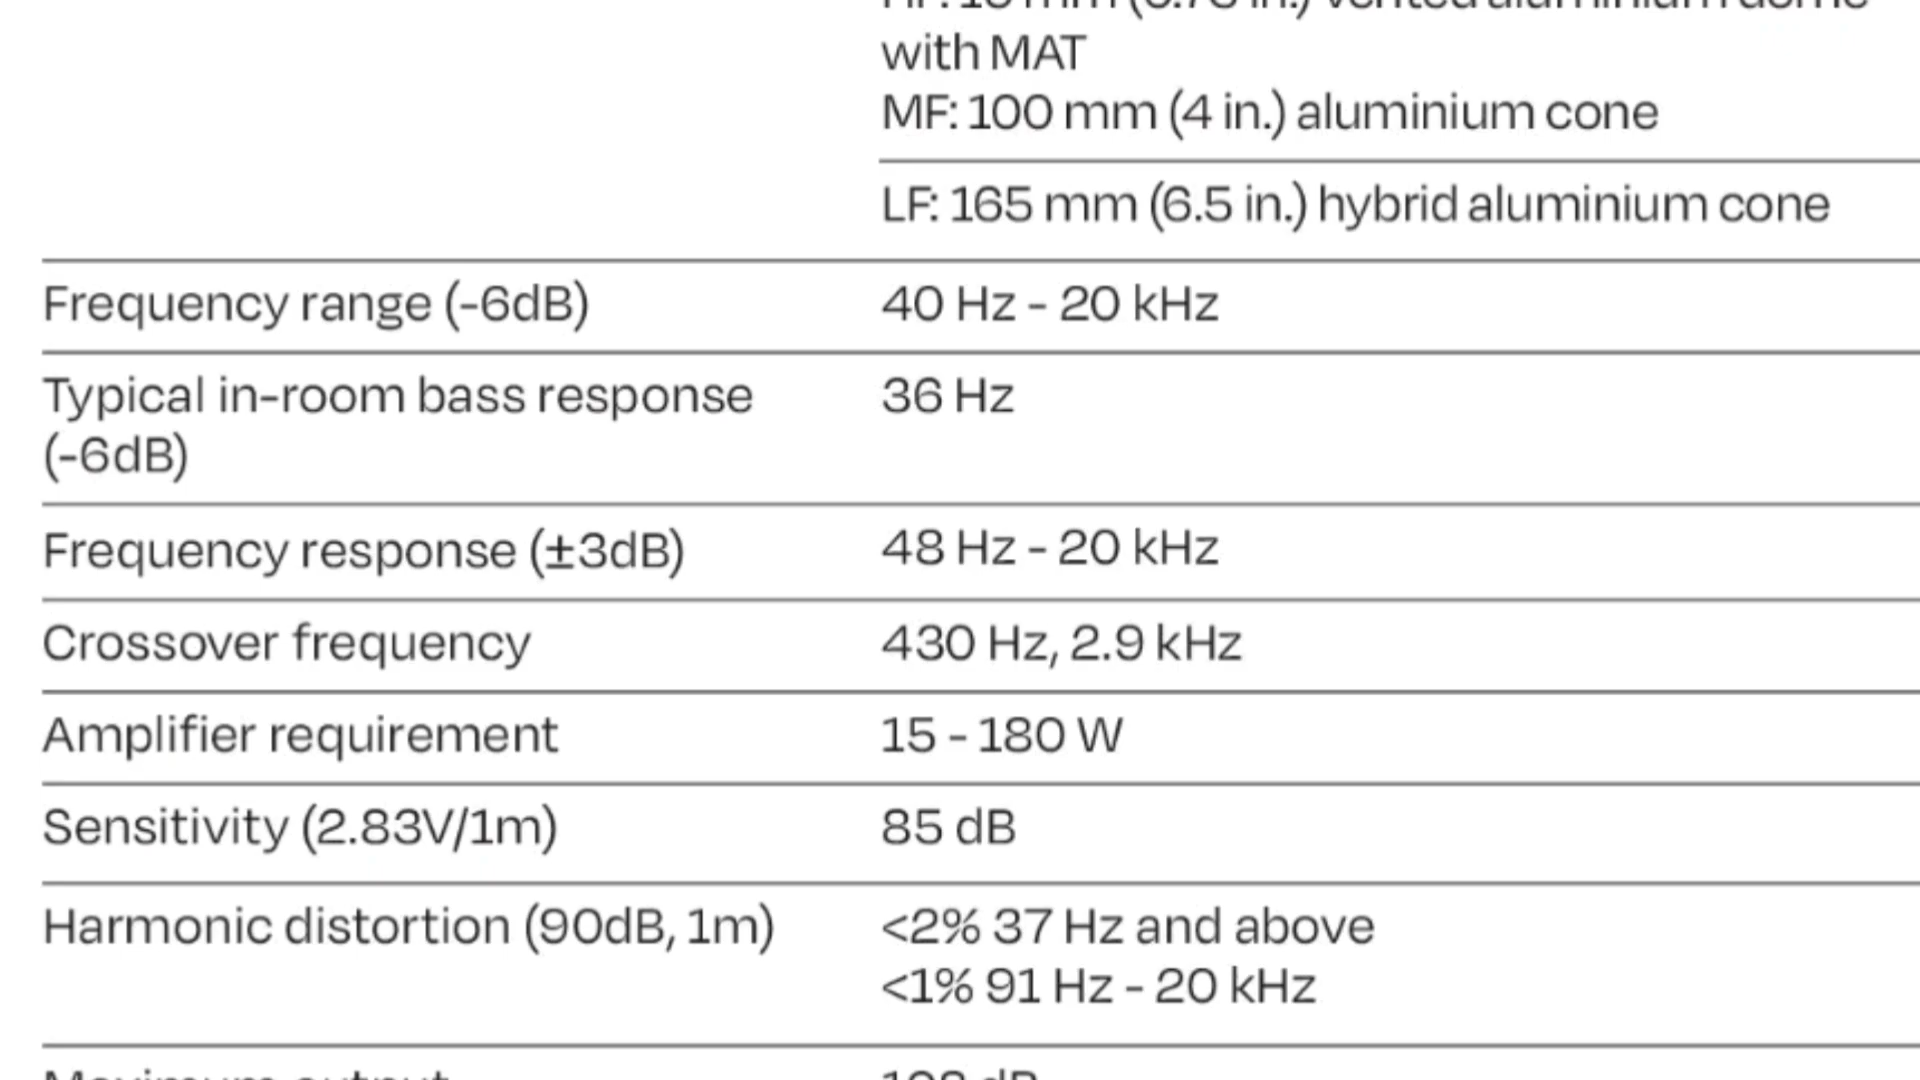 with MAT
MF: 100 mm (4 in.) aluminium cone
LF: 165 mm (6.5 in.) hybrid aluminium cone
Frequency range (-6dB) 40 Hz - 20 kHz
Typical in-room bass response 36 Hz
(-6dB)
Frequency response (±3dB) 48 Hz - 20 kHz
Crossover frequency 430 Hz, 2.9 kHz
Amplifier requirement 15 - 180 W
Sensitivity (2.83V/1m) 85 dB
Harmonic distortion (90dB, 1m) <2% 37 Hz and above
<1% 91 Hz - 20 kHz